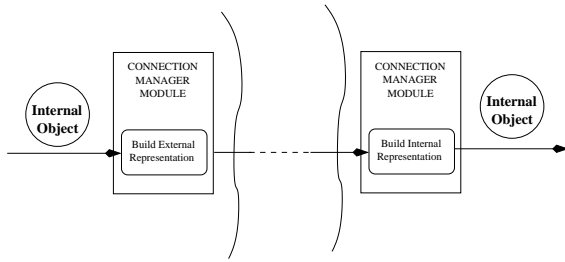 Internal
Object
CONNECTION
MANAGER
MODULE
Build External
Representation
CONNECTION
MANAGER
MODULE
Build Internal
Representation
Internal
Object